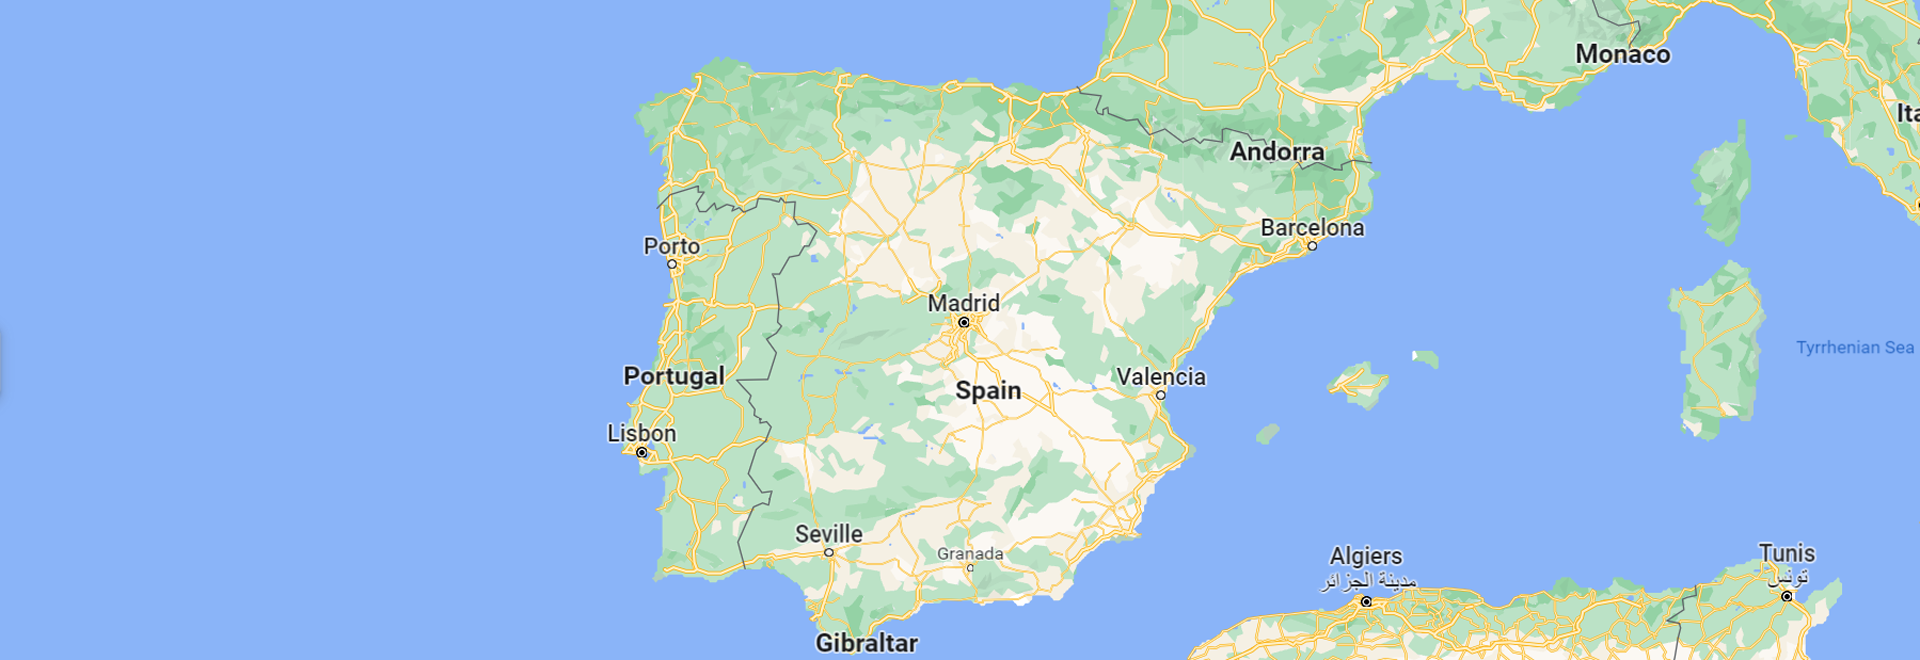 Monaco
Ita
Andorra
Barcelona
Porto
Madrid
Tyrrhenian Sea
Portugal
Spain
Valencia
Lisbon
Seville
Granada
Algiers
مدينة الجزائر
Tunis
تونس
Gibraltar